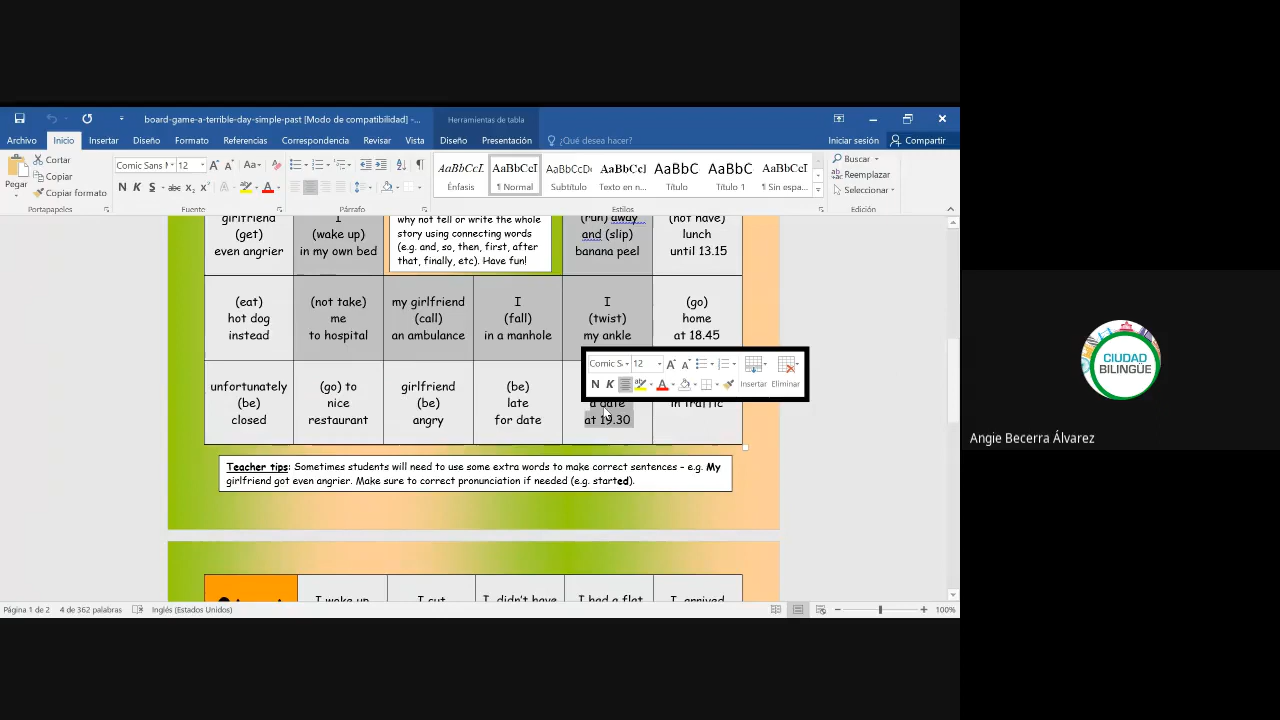 board-game-a-terrible-day-simple-past [Modo de compatibilidad] -...
Herramientas de tabla
Archivo Inicio Insertar Diseño Formato Referencias Correspondencia Revisar Vista Diseño Presentación ¿Qué desea hacer? Iniciar sesión Compartir
Pegar
Cortar
Copiar
Copiar formato
Portapapeles
Comic Sans M 12
N K S abc X₂ X²
Fuente
Párrafo
AaBbCcI Énfasis
AaBbCcI ¶ Normal
AaBbCcDc Subtítulo
AaBbCcI Texto en n...
AaBbC Título
AaBbC Título 1
AaBbCcI ¶ Sin espa...
Estilos
Buscar
Reemplazar
Seleccionar
Edición
girlfriend
(get)
even angrier
I
(wake up)
in my own bed
why not tell or write the whole
story using connecting words
(e.g. and, so, then, first, after
that, finally, etc). Have fun!
(run) away
and (slip)
banana peel
(not have)
lunch
until 13.15
(eat)
hot dog
instead
(not take)
me
to hospital
my girlfriend
(call)
an ambulance
I
(fall)
in a manhole
I
(twist)
my ankle
(go)
home
at 18.45
unfortunately
(be)
closed
(go) to
nice
restaurant
girlfriend
(be)
angry
(be)
late
for date
a date
at 19.30
in traffic
Comic S 12
N K
Insertar Eliminar
Teacher tips: Sometimes students will need to use some extra words to make correct sentences – e.g. My
girlfriend got even angrier. Make sure to correct pronunciation if needed (e.g. started).
I woke up I cut I didn't have I had a flat I arrived
Página 1 de 2 4 de 362 palabras Inglés (Estados Unidos) 100%
CIUDAD
BILINGÜE
Angie Becerra Álvarez